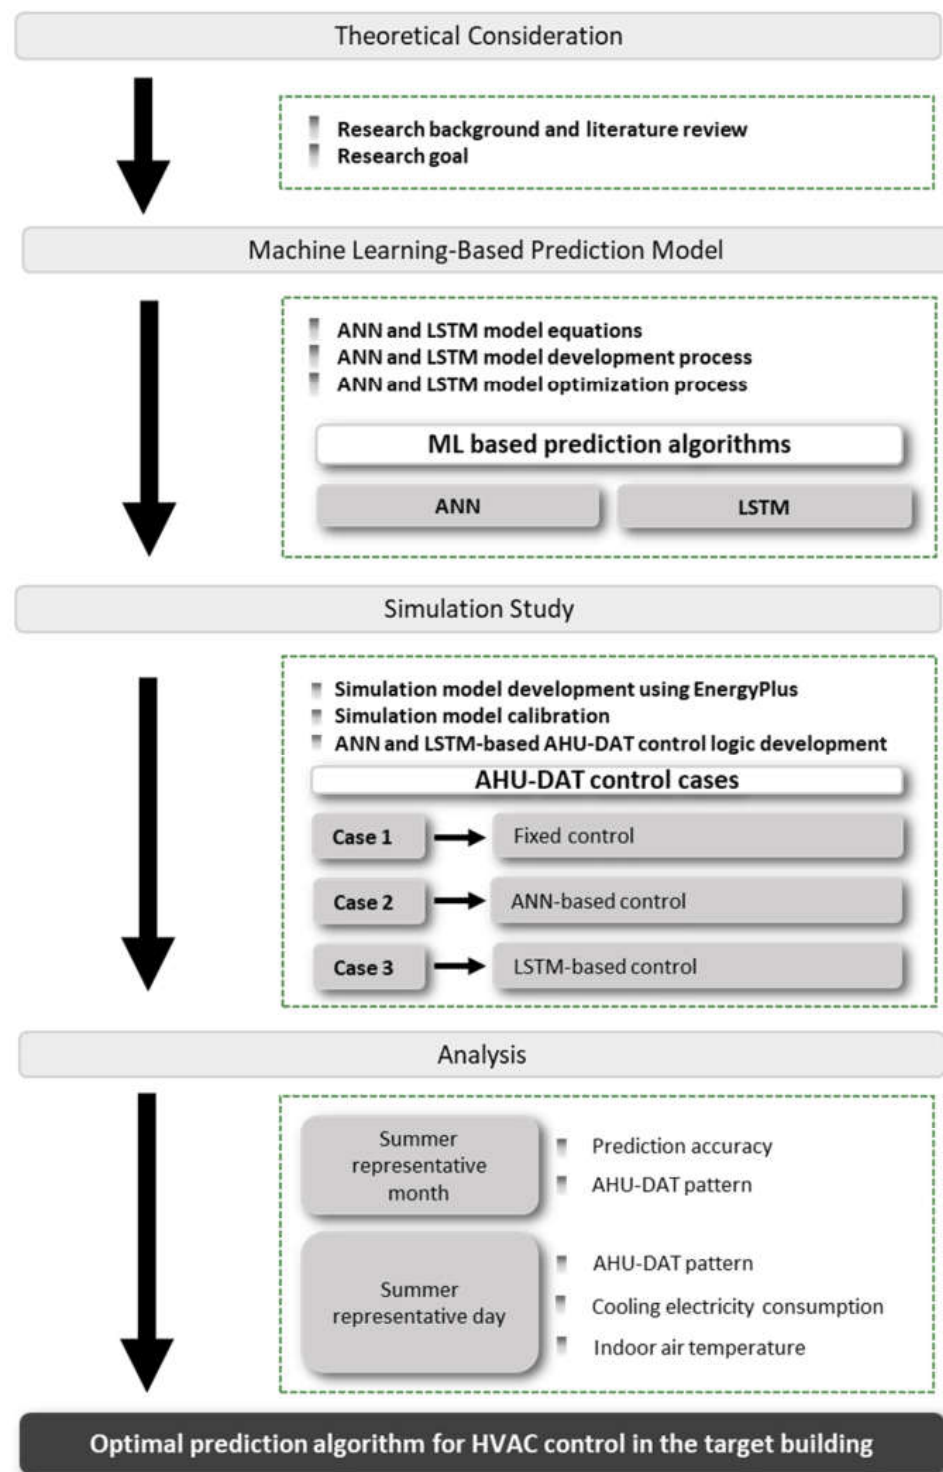 Theoretical Consideration
Research background and literature review
Research goal
Machine Learning-Based Prediction Model
ANN and LSTM model equations
ANN and LSTM model development process
ANN and LSTM model optimization process
ML based prediction algorithms
ANN
LSTM
Simulation Study
Simulation model development using EnergyPlus
Simulation model calibration
ANN and LSTM-based AHU-DAT control logic development
AHU-DAT control cases
Case 1
Fixed control
Case 2
ANN-based control
Case 3
LSTM-based control
Analysis
Summer
representative
month
Prediction accuracy
AHU-DAT pattern
Summer
representative day
AHU-DAT pattern
Cooling electricity consumption
Indoor air temperature
Optimal prediction algorithm for HVAC control in the target building